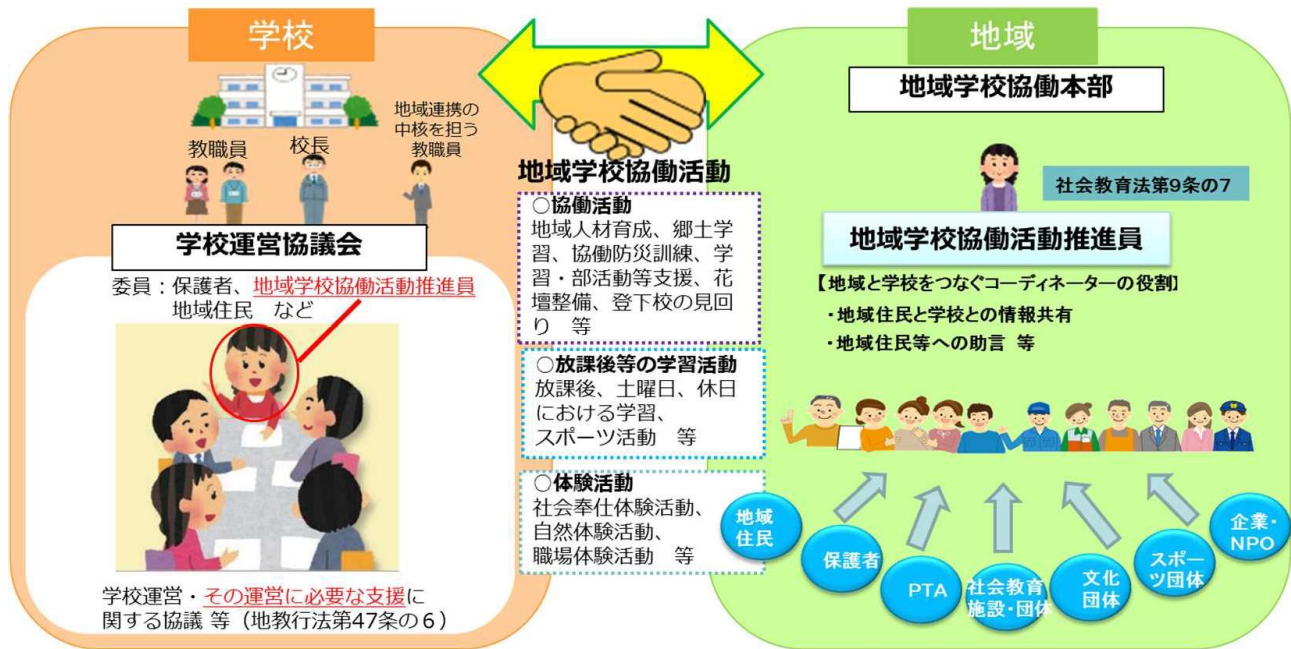 学校
地域連携の
中核を担う
教職員
教職員
校長
学校運営協議会
委員：保護者、地域学校協働活動推進員
地域住民　など
学校運営・その運営に必要な支援に
関する協議 等（地教行法第47条の６）
地域学校協働活動
○協働活動
地域人材育成、郷土学
習、協働防災訓練、学
習・部活動等支援、花
壇整備、登下校の見回
り　等
○放課後等の学習活動
放課後、土曜日、休日
における学習、
スポーツ活動　等
○体験活動
社会奉仕体験活動、
自然体験活動、
職場体験活動　等
地域
地域学校協働本部
社会教育法第9条の7
地域学校協働活動推進員
【地域と学校をつなぐコーディネーターの役割】
・地域住民と学校との情報共有
・地域住民等への助言 等
地域
住民
保護者
PTA
社会教育
施設・団体
文化
団体
スポー
ツ団体
企業・
NPO